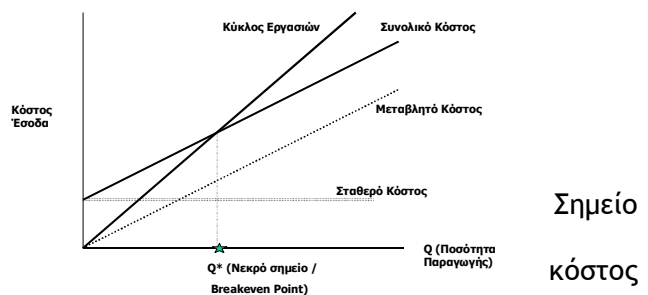 Κύκλος Εργασιών
Συνολικό Κόστος
Κόστος
Έσοδα
Μεταβλητό Κόστος
Σταθερό Κόστος
Σημείο
Q (Ποσότητα
Παραγωγής)
Q* (Νεκρό σημείο /
Breakeven Point)
κόστος